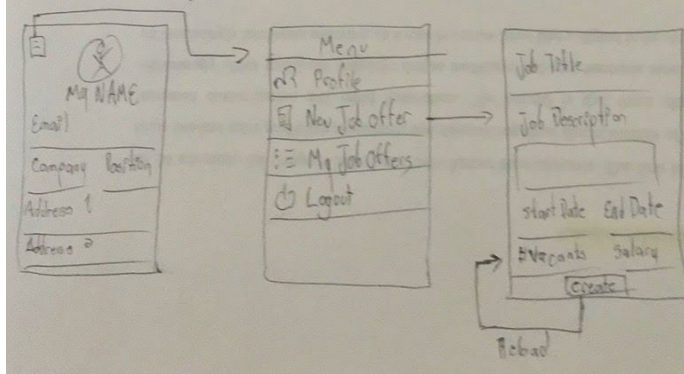 My NAME
Email
Company Position
Address 1
Address 2
Menu
Profile
New Job offer
My Job Offers
Logout
Job Title
Job Description
Start Date End Date
#Vacants Salary
Create
Reload